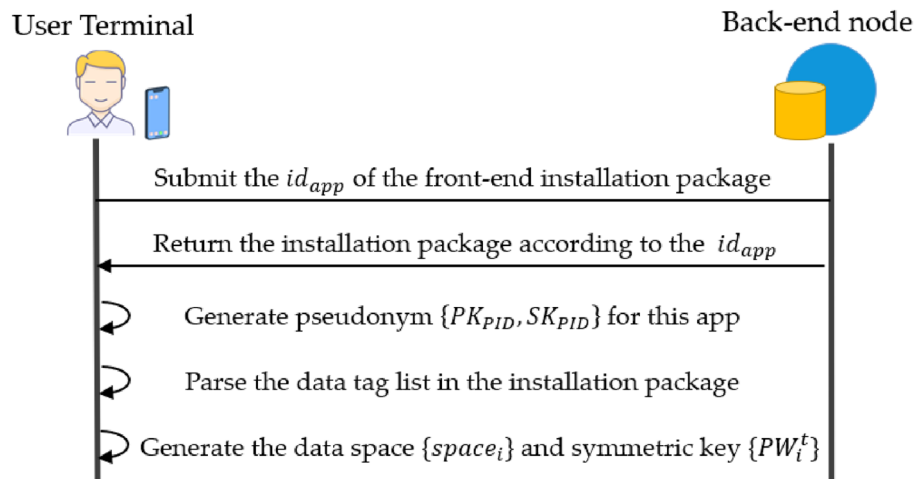 User Terminal
Back-end node
Submit the id_app of the front-end installation package
Return the installation package according to the id_app
Generate pseudonym {PK_PID, SK_PID} for this app
Parse the data tag list in the installation package
Generate the data space {space_i} and symmetric key {PW_i^t}